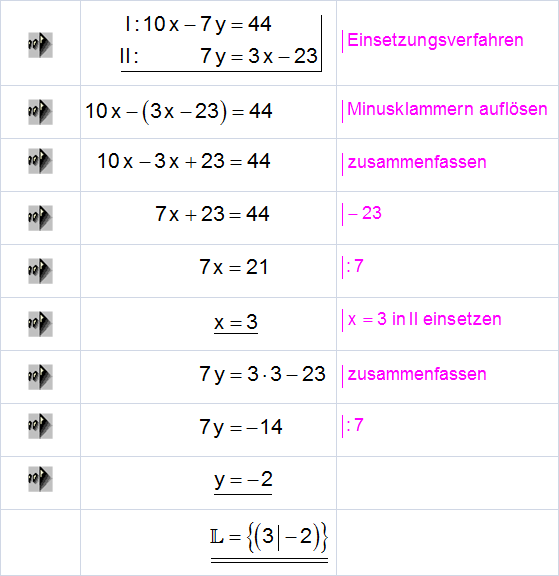 I: 10x − 7y = 44
II: 7y = 3x − 23 |Einsetzungsverfahren
10x − (3x − 23) = 44 |Minusklammern auflösen
10x − 3x + 23 = 44 |zusammenfassen
7x + 23 = 44 |− 23
7x = 21 |: 7
x = 3 |x = 3 in II einsetzen
7y = 3·3 − 23 |zusammenfassen
7y = −14 |: 7
y = −2
𝕃 = {(3|−2)}